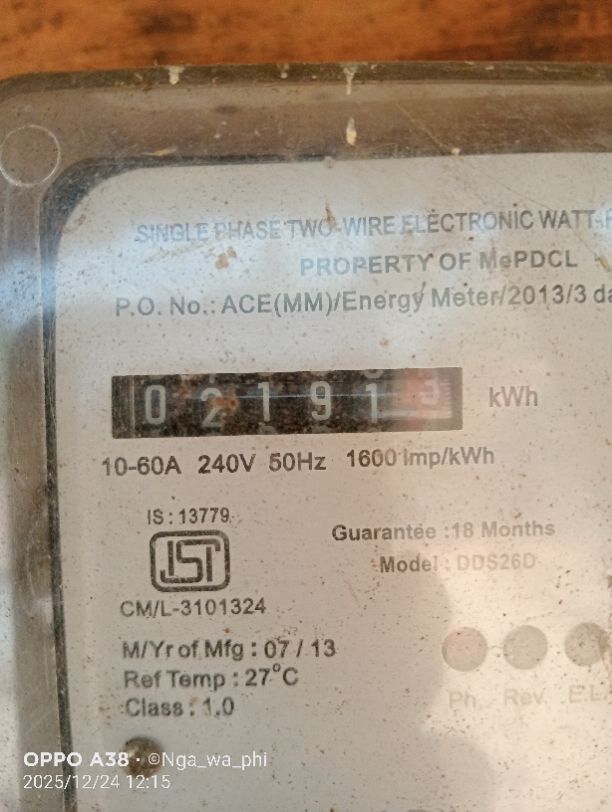 SINGLE PHASE TWO-WIRE ELECTRONIC WATT-
PROPERTY OF MePDCL
P.O. No.: ACE(MM)/Energy Meter/2013/3 da
0 2 1 9 1 3 kWh
10-60A 240V 50Hz 1600 Imp/kWh
IS : 13779
ISI
CM/L-3101324
Guarantee :18 Months
Model : DDS26D
M/Yr of Mfg : 07 / 13
Ref Temp : 27°C
Class : 1.0
Ph. Rev. E.L
OPPO A38 · ©Nga_wa_phi
2025/12/24 12:15